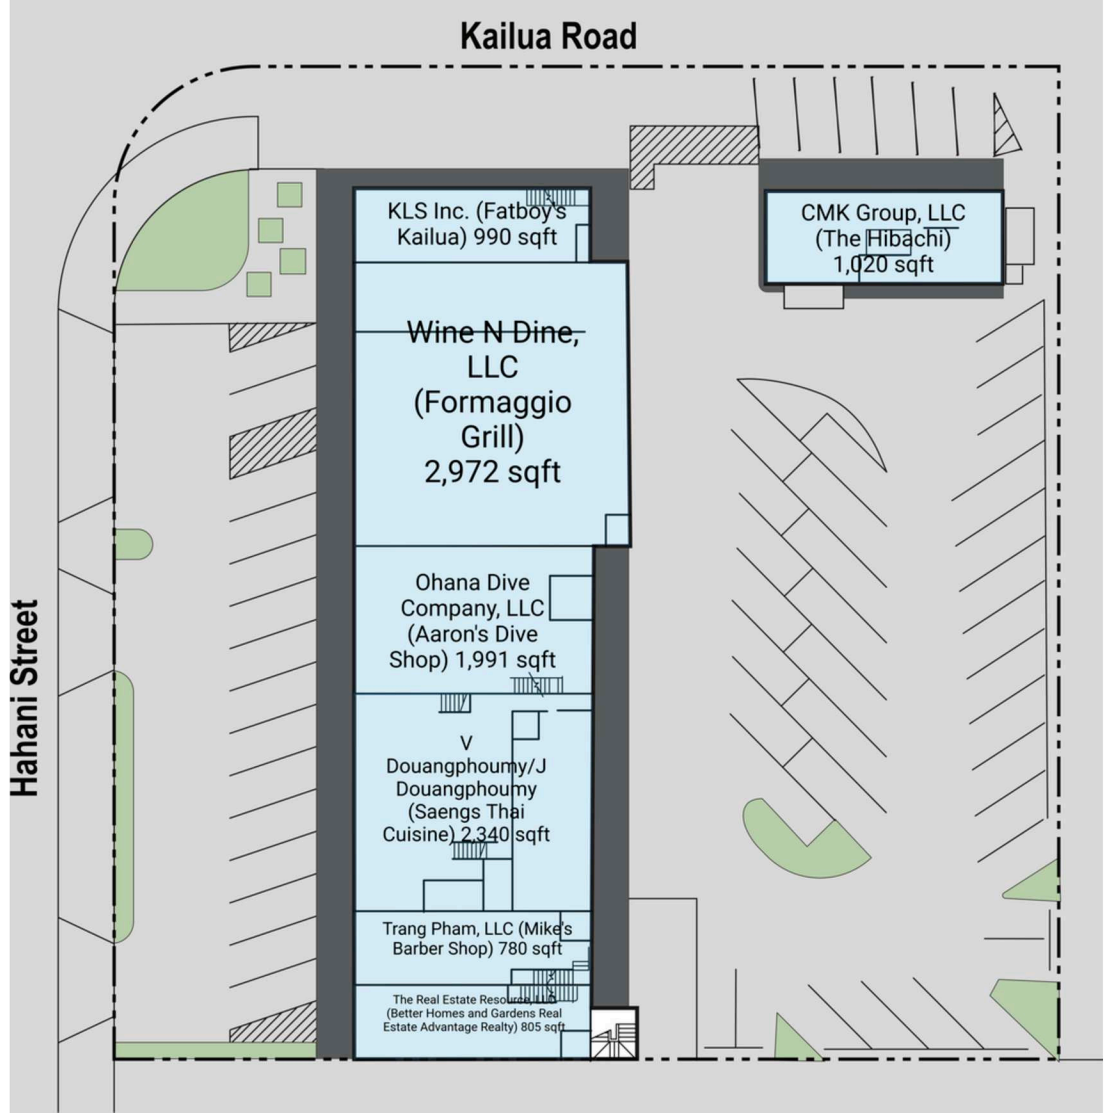 Kailua Road
KLS Inc. (Fatboy's
Kailua) 990 sqft
CMK Group, LLC
(The Hibachi)
1,020 sqft
Wine N Dine,
LLC
(Formaggio
Grill)
2,972 sqft
Ohana Dive
Company, LLC
(Aaron's Dive
Shop) 1,991 sqft
Hahani Street
V
Douangphoumy/J
Douangphoumy
(Saengs Thai
Cuisine) 2,340 sqft
Trang Pham, LLC (Mike's
Barber Shop) 780 sqft
The Real Estate Resource, LLC
(Better Homes and Gardens Real
Estate Advantage Realty) 805 sqft